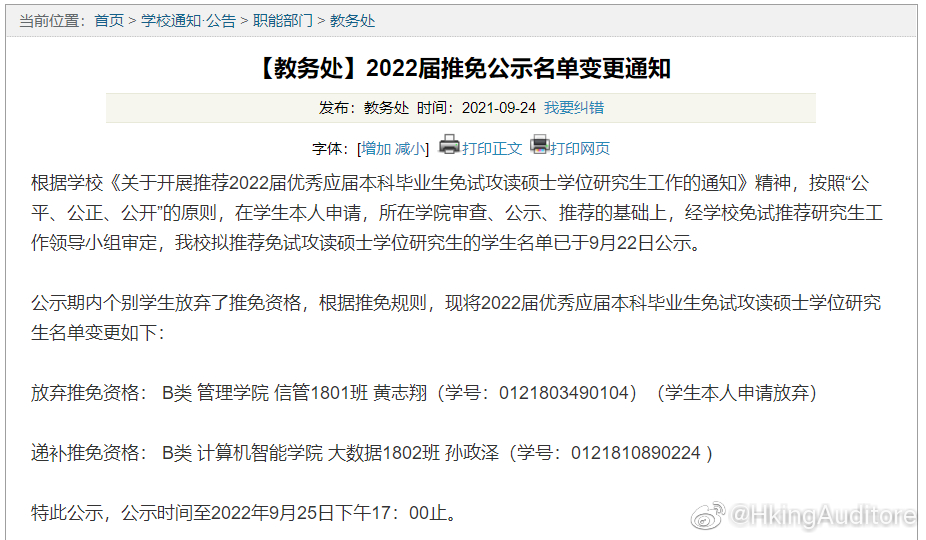 当前位置：首页 > 学校通知·公告 > 职能部门 > 教务处
【教务处】2022届推免公示名单变更通知
发布：教务处 时间：2021-09-24 我要纠错
字体：[增加 减小] 打印正文 打印网页
根据学校《关于开展推荐2022届优秀应届本科毕业生免试攻读硕士学位研究生工作的通知》精神，按照“公
平、公正、公开”的原则，在学生本人申请，所在学院审查、公示、推荐的基础上，经学校免试推荐研究生工
作领导小组审定，我校拟推荐免试攻读硕士学位研究生的学生名单已于9月22日公示。
公示期内个别学生放弃了推免资格，根据推免规则，现将2022届优秀应届本科毕业生免试攻读硕士学位研究
生名单变更如下：
放弃推免资格： B类 管理学院 信管1801班 黄志翔（学号：0121803490104）（学生本人申请放弃）
递补推免资格： B类 计算机智能学院 大数据1802班 孙政泽（学号：0121810890224 ）
特此公示，公示时间至2022年9月25日下午17：00止。
@HkingAuditore